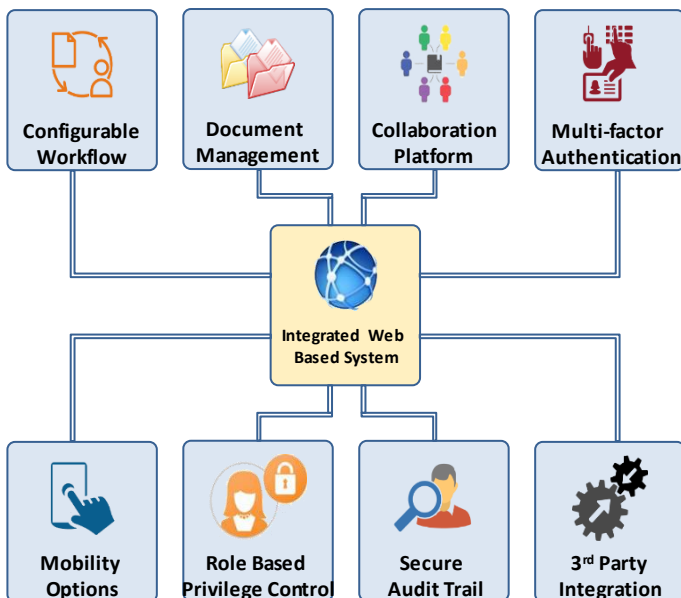 Configurable
Workflow
Document
Management
Collaboration
Platform
Multi-factor
Authentication
Integrated Web
Based System
Mobility
Options
Role Based
Privilege Control
Secure
Audit Trail
3rd Party
Integration